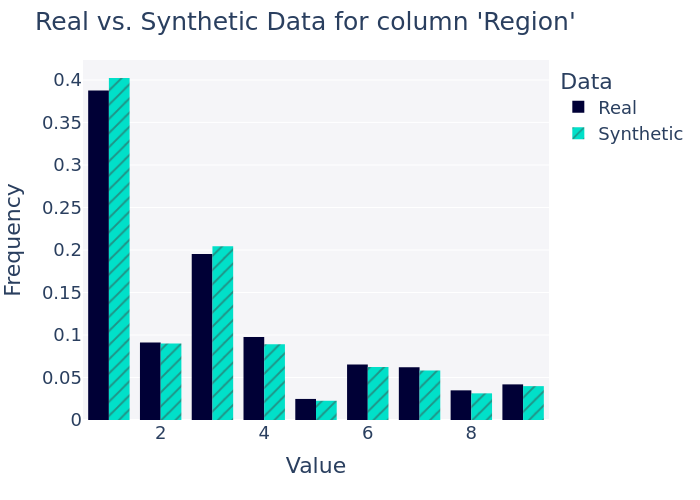 Real vs. Synthetic Data for column 'Region'
Data
Real
Synthetic
Frequency
0.4
0.35
0.3
0.25
0.2
0.15
0.1
0.05
0
2 4 6 8
Value